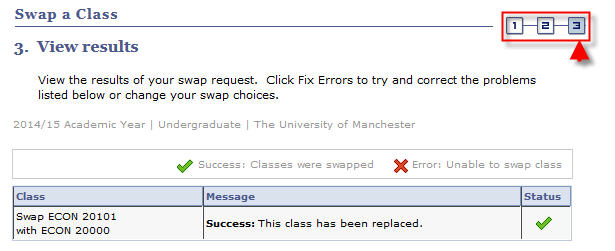 Swap a Class
1 2 3
3. View results
View the results of your swap request. Click Fix Errors to try and correct the problems
listed below or change your swap choices.
2014/15 Academic Year | Undergraduate | The University of Manchester
Success: Classes were swapped Error: Unable to swap class
Class Message Status
Swap ECON 20101
with ECON 20000
Success: This class has been replaced.